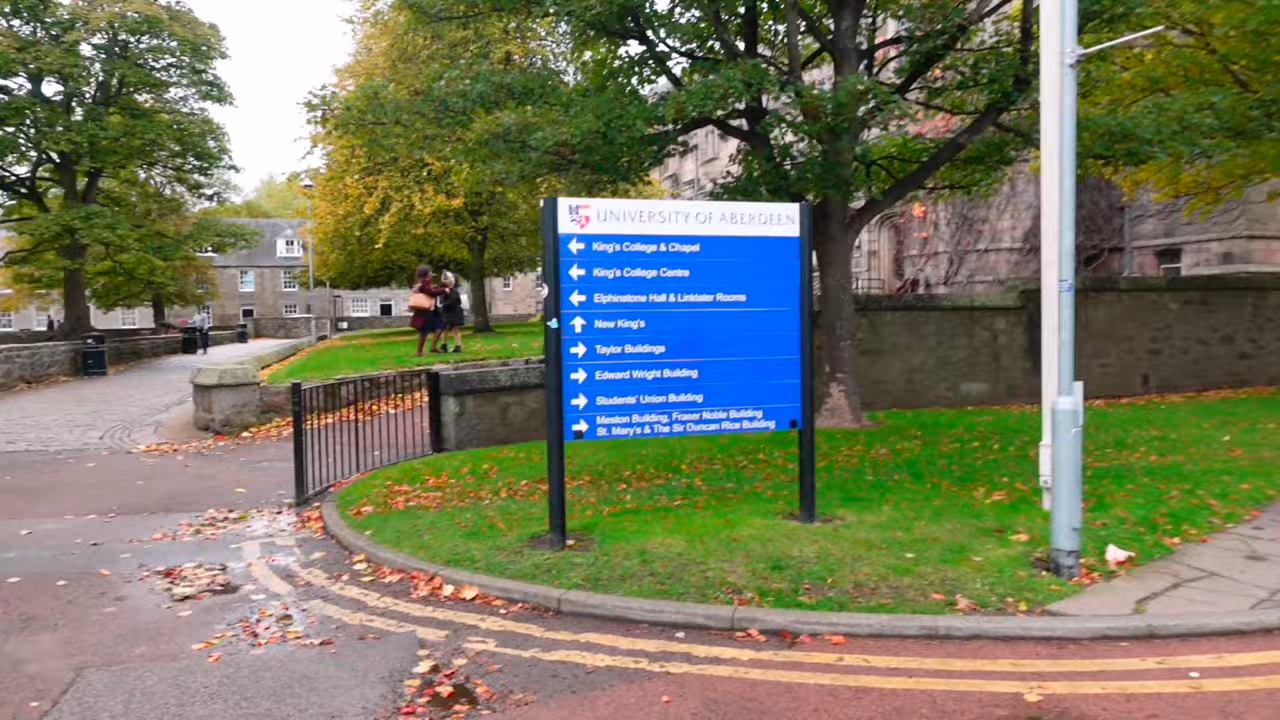 UNIVERSITY OF ABERDEEN
King's College & Chapel
King's College Centre
Elphinstone Hall & Linklater Rooms
New King's
Taylor Buildings
Edward Wright Building
Students' Union Building
Meston Building, Fraser Noble Building
St. Mary's & The Sir Duncan Rice Building